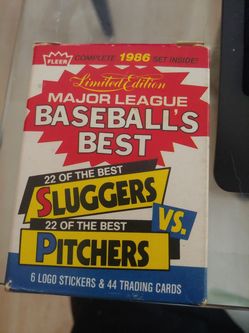 FLEER COMPLETE 1986 SET INSIDE!
Limited Edition
MAJOR LEAGUE
BASEBALL'S
BEST
22 OF THE BEST
SLUGGERS
VS.
22 OF THE BEST
PITCHERS
6 LOGO STICKERS & 44 TRADING CARDS